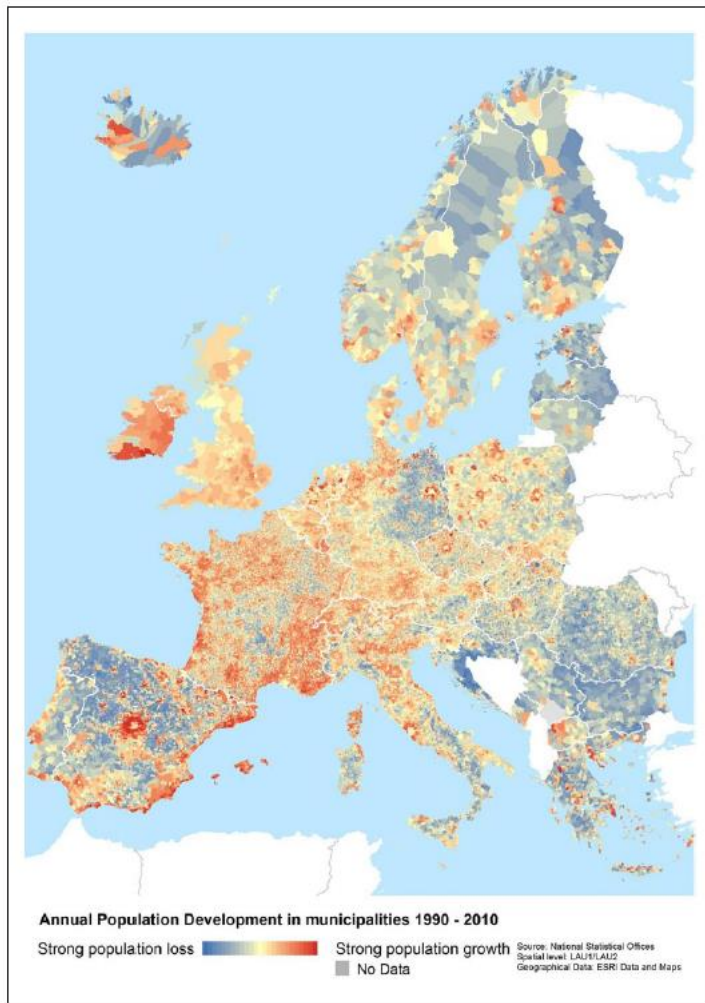 Annual Population Development in municipalities 1990 - 2010
Strong population loss
Strong population growth
No Data
Source: National Statistical Offices
Spatial level: LAU1/LAU2
Geographical Data: ESRI Data and Maps